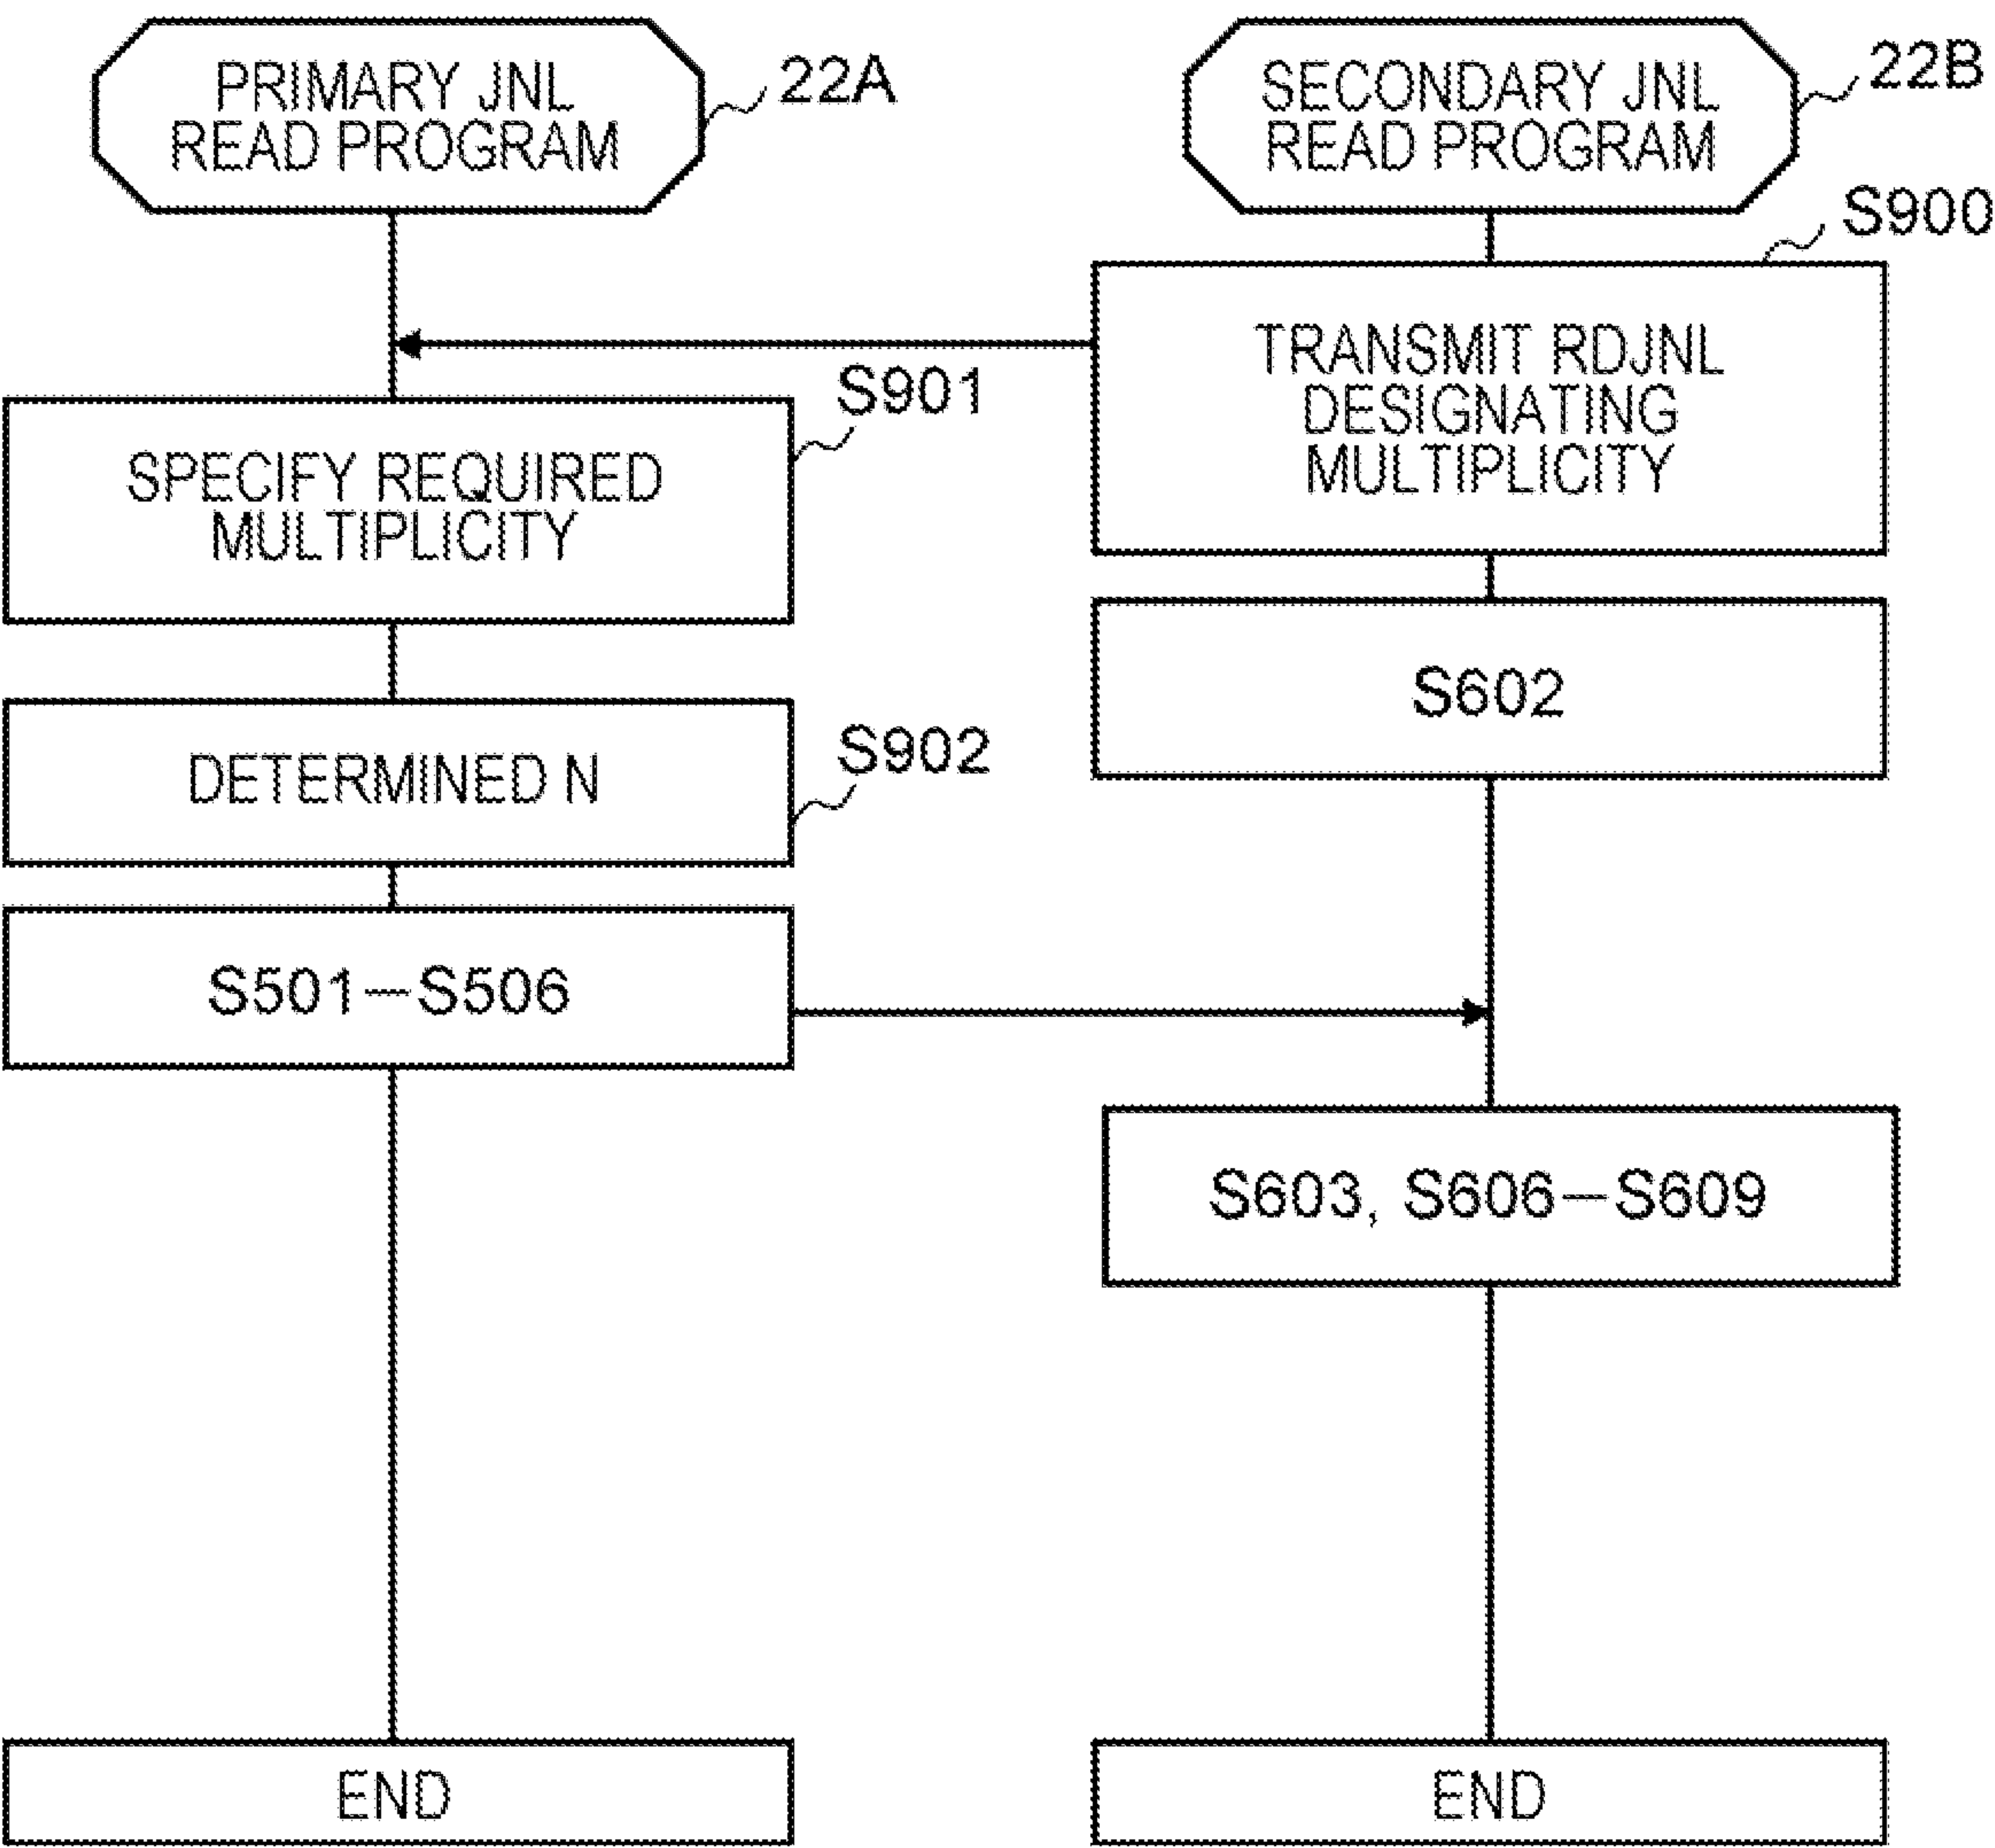 PRIMARY JNL
READ PROGRAM
22A
SECONDARY JNL
READ PROGRAM
22B
S900
TRANSMIT RDJNL
DESIGNATING
MULTIPLICITY
S901
SPECIFY REQUIRED
MULTIPLICITY
S602
S902
DETERMINED N
S501—S506
S603, S606—S609
END
END